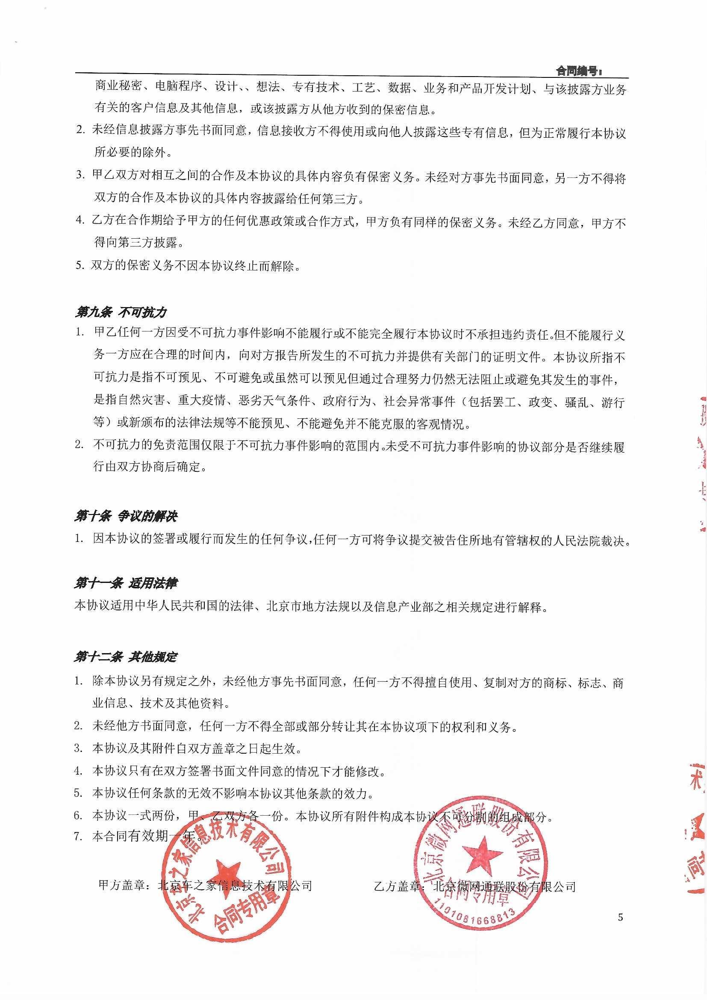 合同编号：
商业秘密、电脑程序、设计、、想法、专有技术、工艺、数据、业务和产品开发计划、与该披露方业务
有关的客户信息及其他信息，或该披露方从他方收到的保密信息。
2. 未经信息披露方事先书面同意，信息接收方不得使用或向他人披露这些专有信息，但为正常履行本协议
所必要的除外。
3. 甲乙双方对相互之间的合作及本协议的具体内容负有保密义务。未经对方事先书面同意，另一方不得将
双方的合作及本协议的具体内容披露给任何第三方。
4. 乙方在合作期给予甲方的任何优惠政策或合作方式，甲方负有同样的保密义务。未经乙方同意，甲方不
得向第三方披露。
5. 双方的保密义务不因本协议终止而解除。
第九条 不可抗力
1. 甲乙任何一方因受不可抗力事件影响不能履行或不能完全履行本协议时不承担违约责任。但不能履行义
务一方应在合理的时间内，向对方报告所发生的不可抗力并提供有关部门的证明文件。本协议所指不
可抗力是指不可预见、不可避免或虽然可以预见但通过合理努力仍然无法阻止或避免其发生的事件，
是指自然灾害、重大疫情、恶劣天气条件、政府行为、社会异常事件（包括罢工、政变、骚乱、游行
等）或新颁布的法律法规等不能预见、不能避免并不能克服的客观情况。
2. 不可抗力的免责范围仅限于不可抗力事件影响的范围内。未受不可抗力事件影响的协议部分是否继续履
行由双方协商后确定。
第十条 争议的解决
1. 因本协议的签署或履行而发生的任何争议，任何一方可将争议提交被告住所地有管辖权的人民法院裁决。
第十一条 适用法律
本协议适用中华人民共和国的法律、北京市地方法规以及信息产业部之相关规定进行解释。
第十二条 其他规定
1. 除本协议另有规定之外，未经他方事先书面同意，任何一方不得擅自使用、复制对方的商标、标志、商
业信息、技术及其他资料。
2. 未经他方书面同意，任何一方不得全部或部分转让其在本协议项下的权利和义务。
3. 本协议及其附件自双方盖章之日起生效。
4. 本协议只有在双方签署书面文件同意的情况下才能修改。
5. 本协议任何条款的无效不影响本协议其他条款的效力。
6. 本协议一式两份，甲、乙双方各一份。本协议所有附件构成本协议不可分割的组成部分。
7. 本合同有效期一年。
甲方盖章：北京车之家信息技术有限公司
乙方盖章：北京微网通联股份有限公司
北京车之家信息技术有限公司
合同专用章
北京微网通联股份有限公司
合同专用章
1101081668813
5